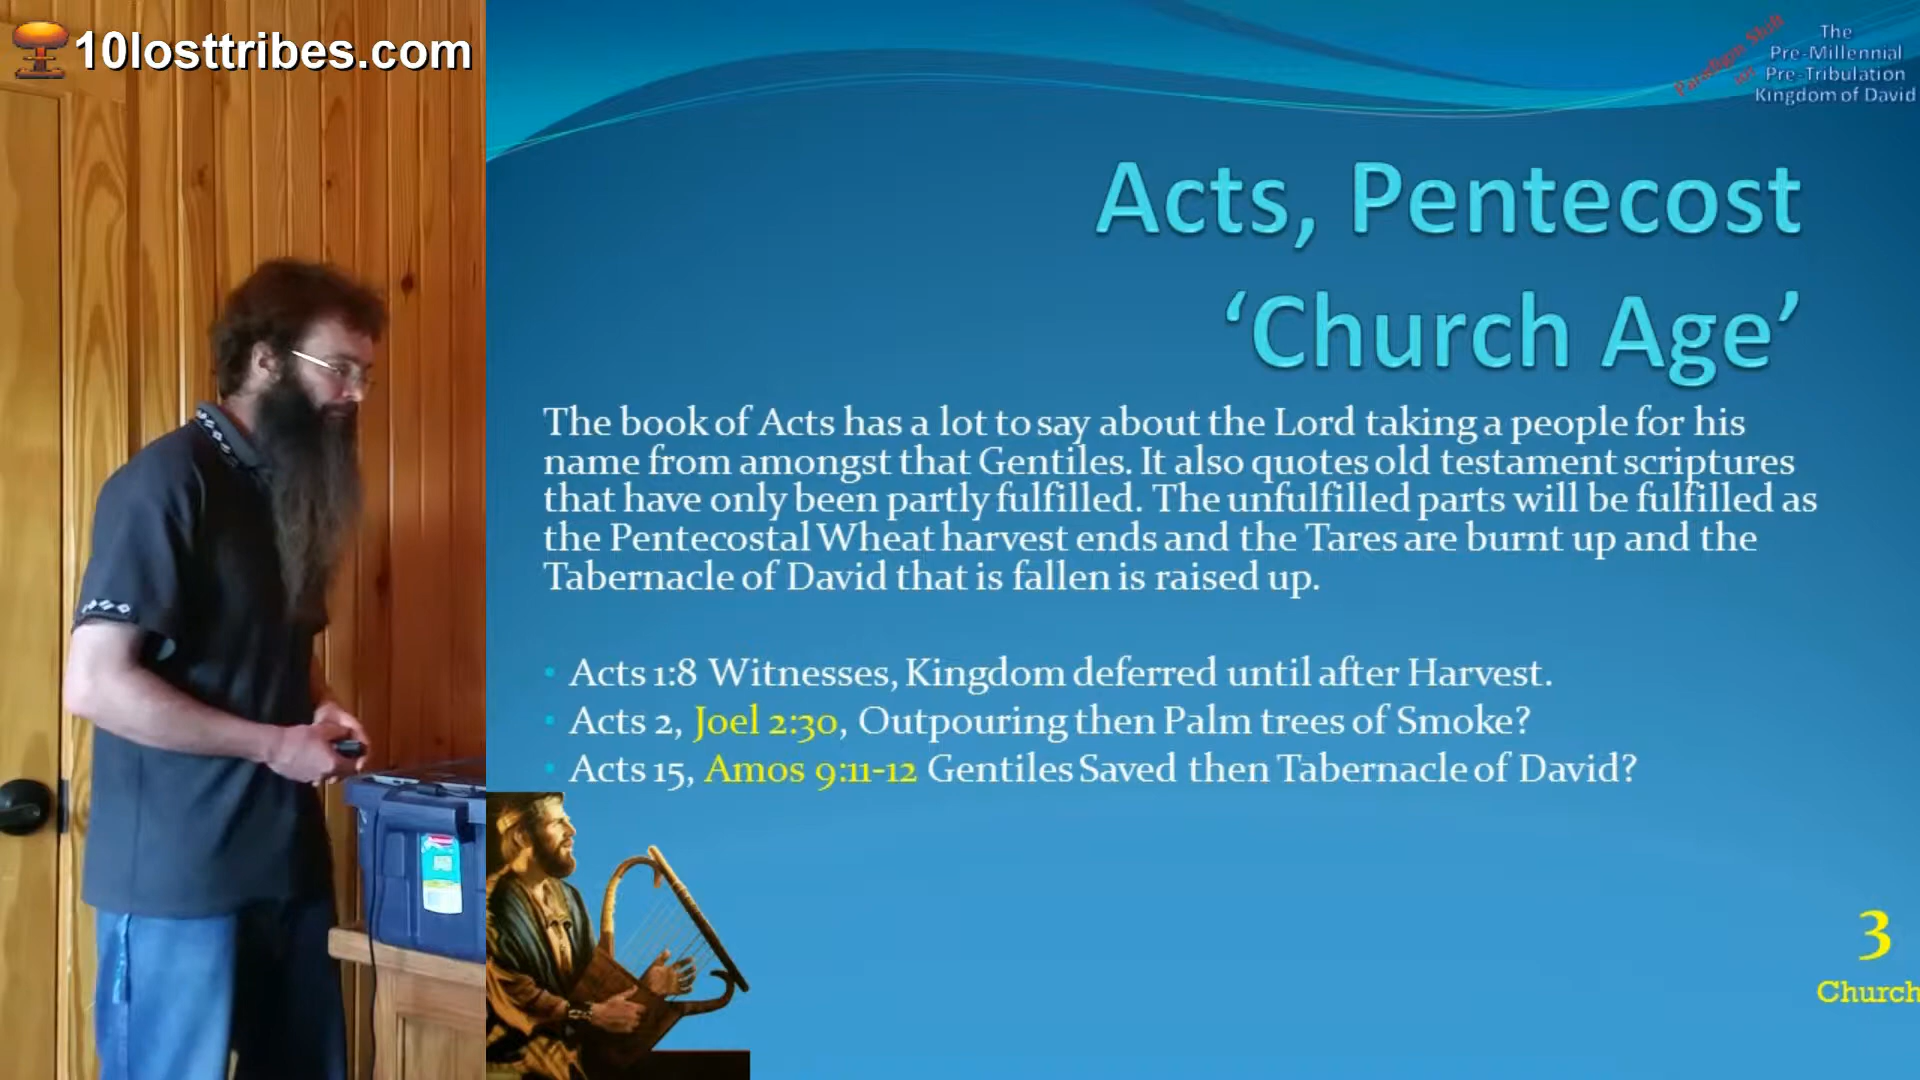 10losttribes.com
Paradigm Shift
The
Pre-Millennial
Pre-Tribulation
Kingdom of David
Acts, Pentecost
‘Church Age’
The book of Acts has a lot to say about the Lord taking a people for his
name from amongst that Gentiles. It also quotes old testament scriptures
that have only been partly fulfilled. The unfulfilled parts will be fulfilled as
the Pentecostal Wheat harvest ends and the Tares are burnt up and the
Tabernacle of David that is fallen is raised up.
• Acts 1:8 Witnesses, Kingdom deferred until after Harvest.
• Acts 2, Joel 2:30, Outpouring then Palm trees of Smoke?
• Acts 15, Amos 9:11-12 Gentiles Saved then Tabernacle of David?
3
Church